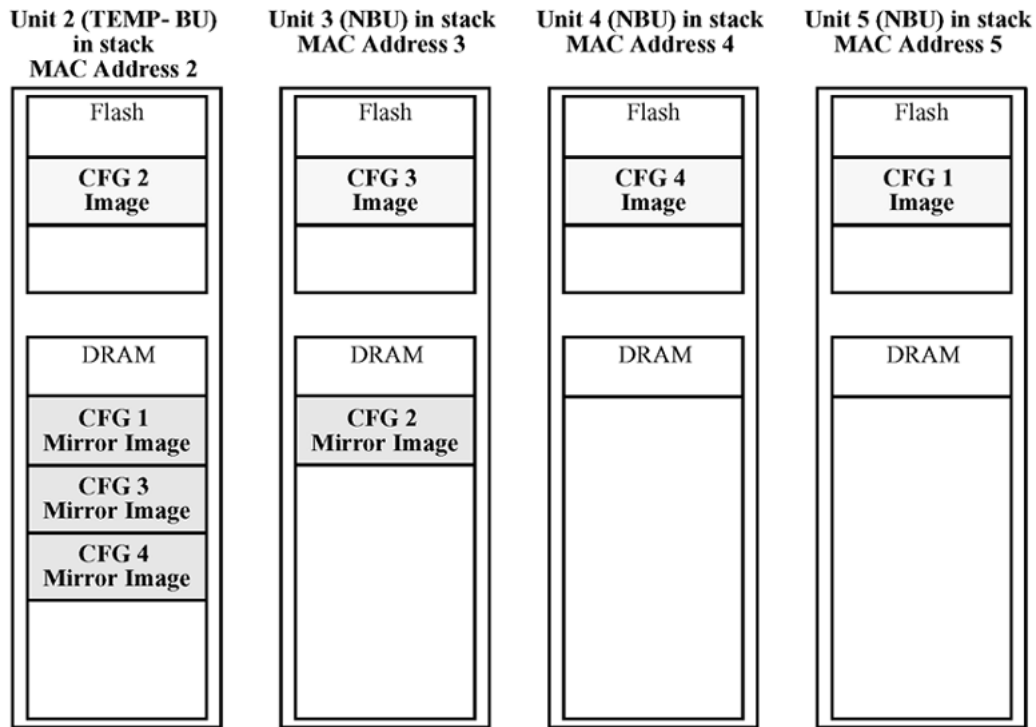 Unit 2 (TEMP- BU)
in stack
MAC Address 2
Flash
CFG 2
Image
DRAM
CFG 1
Mirror Image
CFG 3
Mirror Image
CFG 4
Mirror Image
Unit 3 (NBU) in stack
MAC Address 3
Flash
CFG 3
Image
DRAM
CFG 2
Mirror Image
Unit 4 (NBU) in stack
MAC Address 4
Flash
CFG 4
Image
DRAM
Unit 5 (NBU) in stack
MAC Address 5
Flash
CFG 1
Image
DRAM